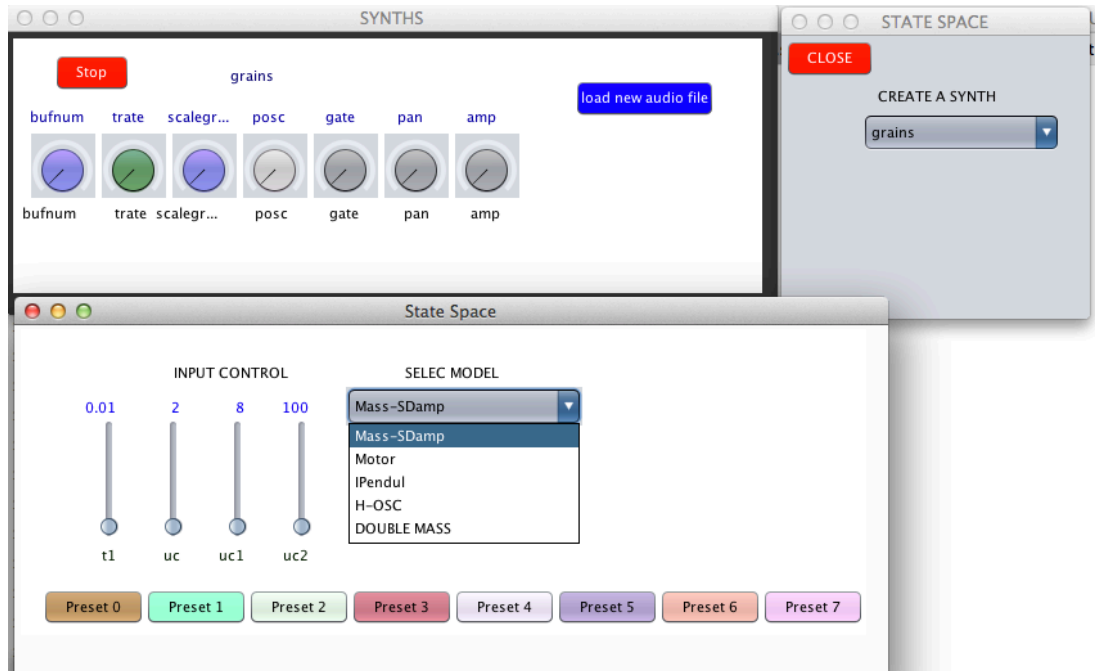 SYNTHS
Stop
grains
load new audio file
bufnum trate scalegr... posc gate pan amp
bufnum trate scalegr... posc gate pan amp
STATE SPACE
CLOSE
CREATE A SYNTH
grains
State Space
INPUT CONTROL
SELEC MODEL
0.01 2 8 100
Mass-SDamp
Mass-SDamp
Motor
IPendul
H-OSC
DOUBLE MASS
t1 uc uc1 uc2
Preset 0 Preset 1 Preset 2 Preset 3 Preset 4 Preset 5 Preset 6 Preset 7